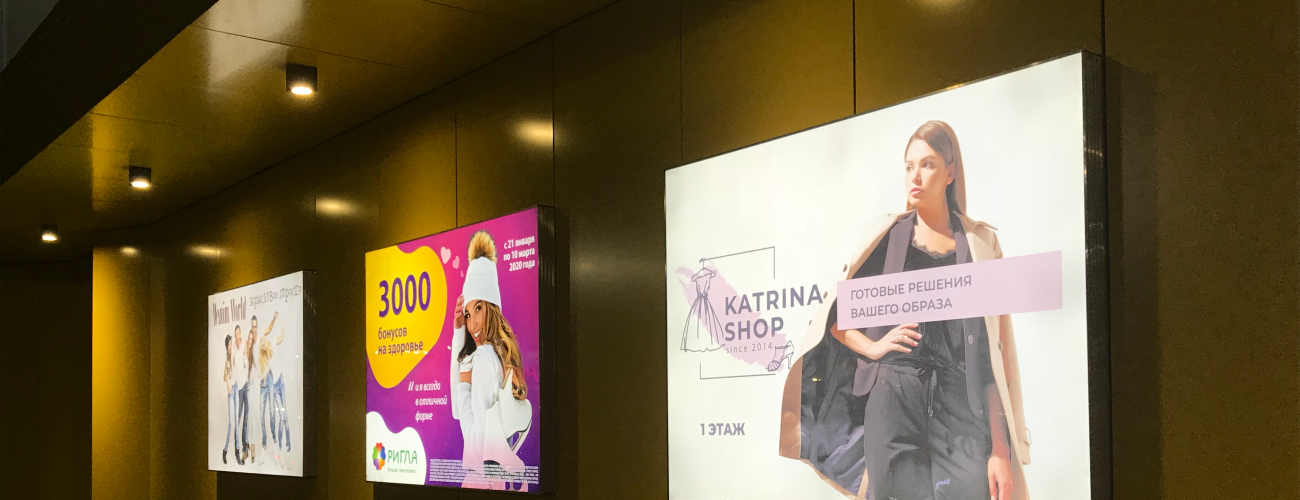 Denim World
3000
бонусов
на здоровье
с 21 января
по 10 марта
2020 года
и я всегда
в отличной
форме
РИГЛА
KATRINA
SHOP
since 2014
ГОТОВЫЕ РЕШЕНИЯ
ВАШЕГО ОБРАЗА
1 ЭТАЖ